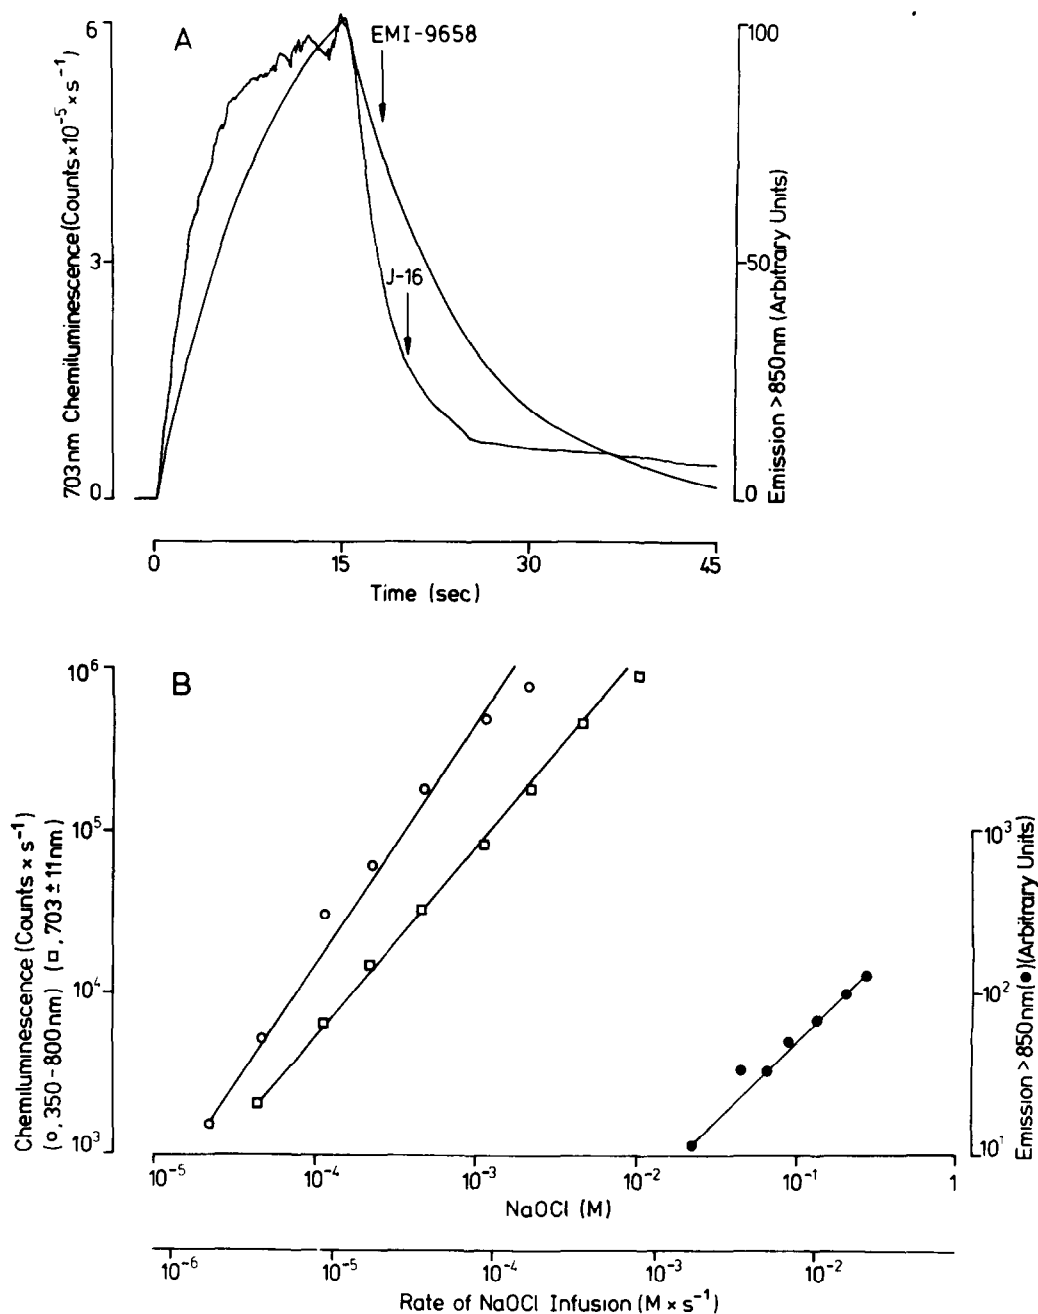 A
EMI-9658
J-16
703nm Chemiluminescence(Counts×10⁻⁵×s⁻¹)
6
3
0
100
50
0
Emission >850nm (Arbitrary Units)
0 15 30 45
Time (sec)
B
Chemiluminescence (Counts × s⁻¹)
(o, 350-800nm) (□, 703 ± 11nm)
10⁶
10⁵
10⁴
10³
10³
10²
10¹
Emission >850nm(●)(Arbitrary Units)
10⁻⁵ 10⁻⁴ 10⁻³ 10⁻² 10⁻¹ 1
NaOCl (M)
10⁻⁶ 10⁻⁵ 10⁻⁴ 10⁻³ 10⁻²
Rate of NaOCl Infusion (M × s⁻¹)